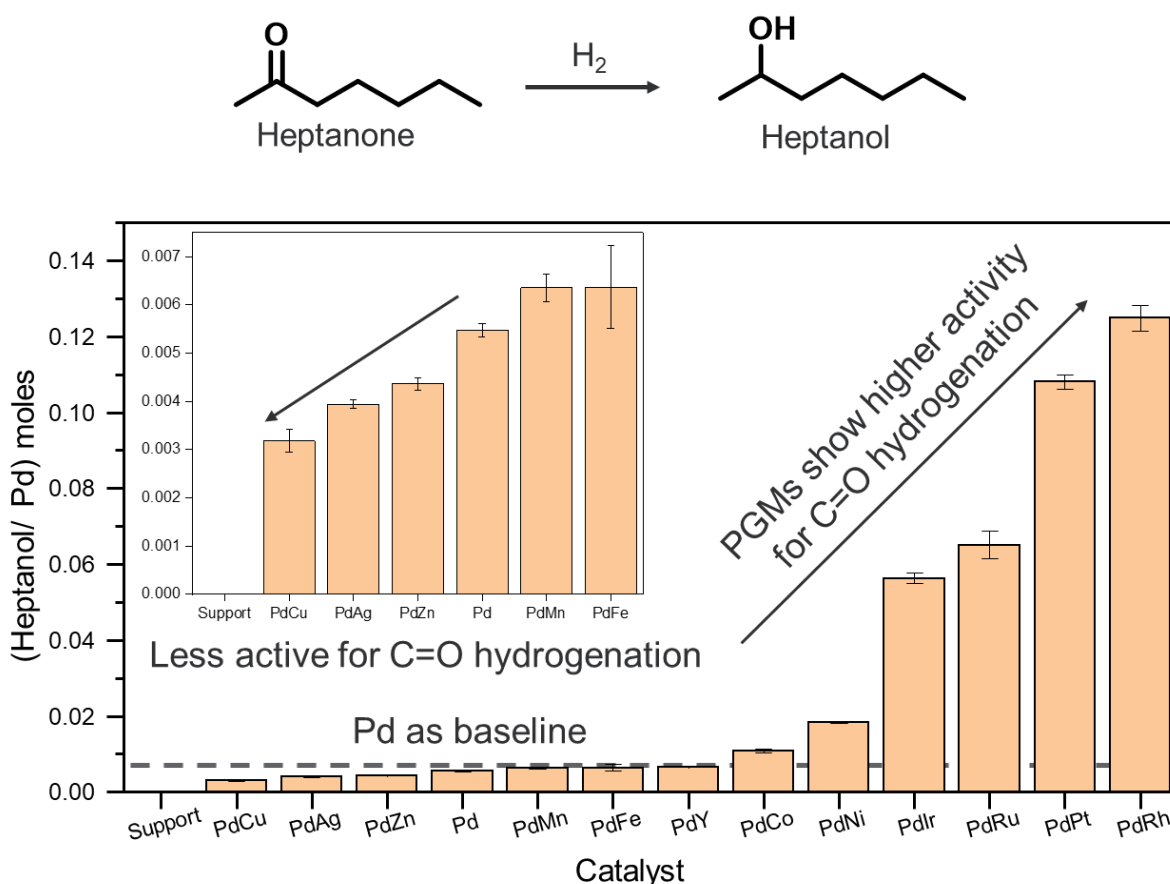 O
OH
H₂
Heptanone
Heptanol
(Heptanol/ Pd) moles
0.14
0.12
0.10
0.08
0.06
0.04
0.02
0.00
0.007
0.006
0.005
0.004
0.003
0.002
0.001
0.000
Support PdCu PdAg PdZn Pd PdMn PdFe
Less active for C=O hydrogenation
Pd as baseline
PGMs show higher activity
for C=O hydrogenation
Support PdCu PdAg PdZn Pd PdMn PdFe PdY PdCo PdNi PdIr PdRu PdPt PdRh
Catalyst